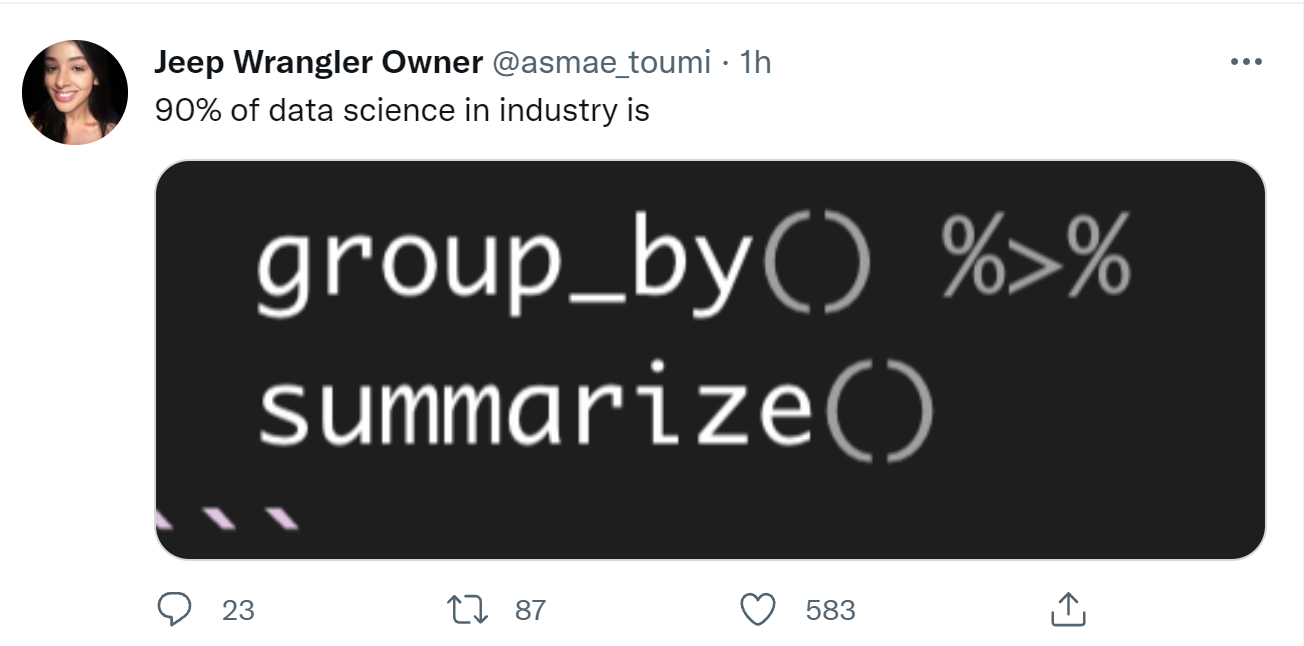 Jeep Wrangler Owner @asmae_toumi · 1h
90% of data science in industry is
group_by() %>%
summarize()
```
23 87 583